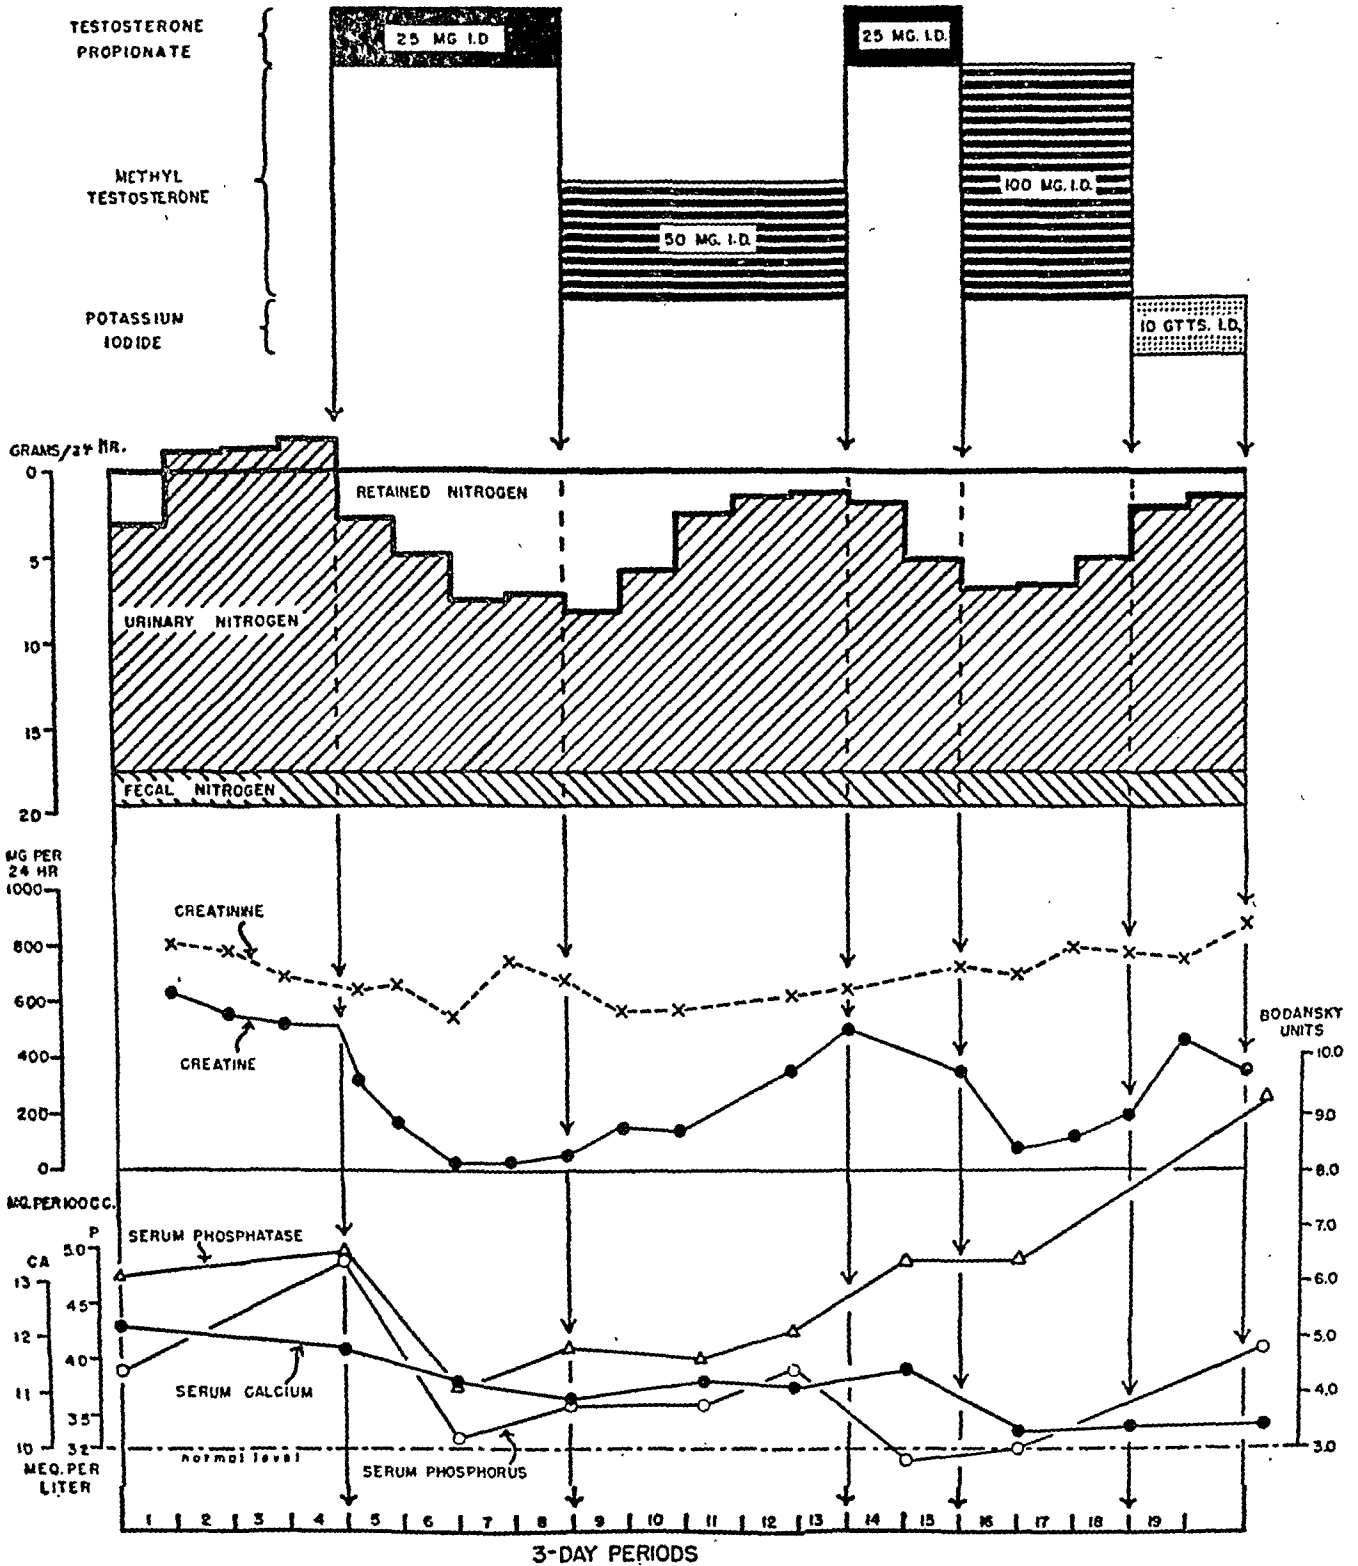 TESTOSTERONE
PROPIONATE
25 MG I.D
25 MG. I.D.
METHYL
TESTOSTERONE
100 MG. I.D.
50 MG. I.D.
POTASSIUM
IODIDE
10 GTTS. I.D.
GRAMS/24 HR.
0
5
10
15
20
RETAINED NITROGEN
URINARY NITROGEN
FECAL NITROGEN
MG PER
24 HR
1000
800
600
400
200
0
CREATININE
CREATINE
BODANSKY
UNITS
10.0
9.0
8.0
7.0
6.0
5.0
4.0
3.0
MG. PER 100 CC.
P
5.0
4.5
4.0
3.5
3.2
CA
13
12
11
10
MEQ. PER
LITER
SERUM PHOSPHATASE
SERUM CALCIUM
normal level
SERUM PHOSPHORUS
1 2 3 4 5 6 7 8 9 10 11 12 13 14 15 16 17 18 19
3-DAY PERIODS